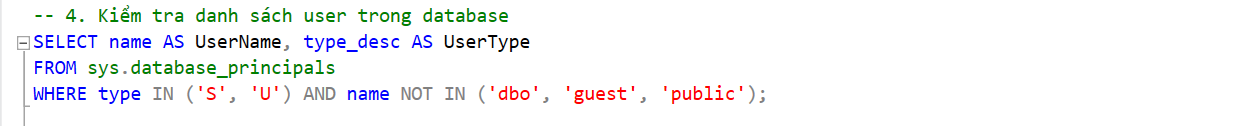 -- 4. Kiểm tra danh sách user trong database
SELECT name AS UserName, type_desc AS UserType
FROM sys.database_principals
WHERE type IN ('S', 'U') AND name NOT IN ('dbo', 'guest', 'public');